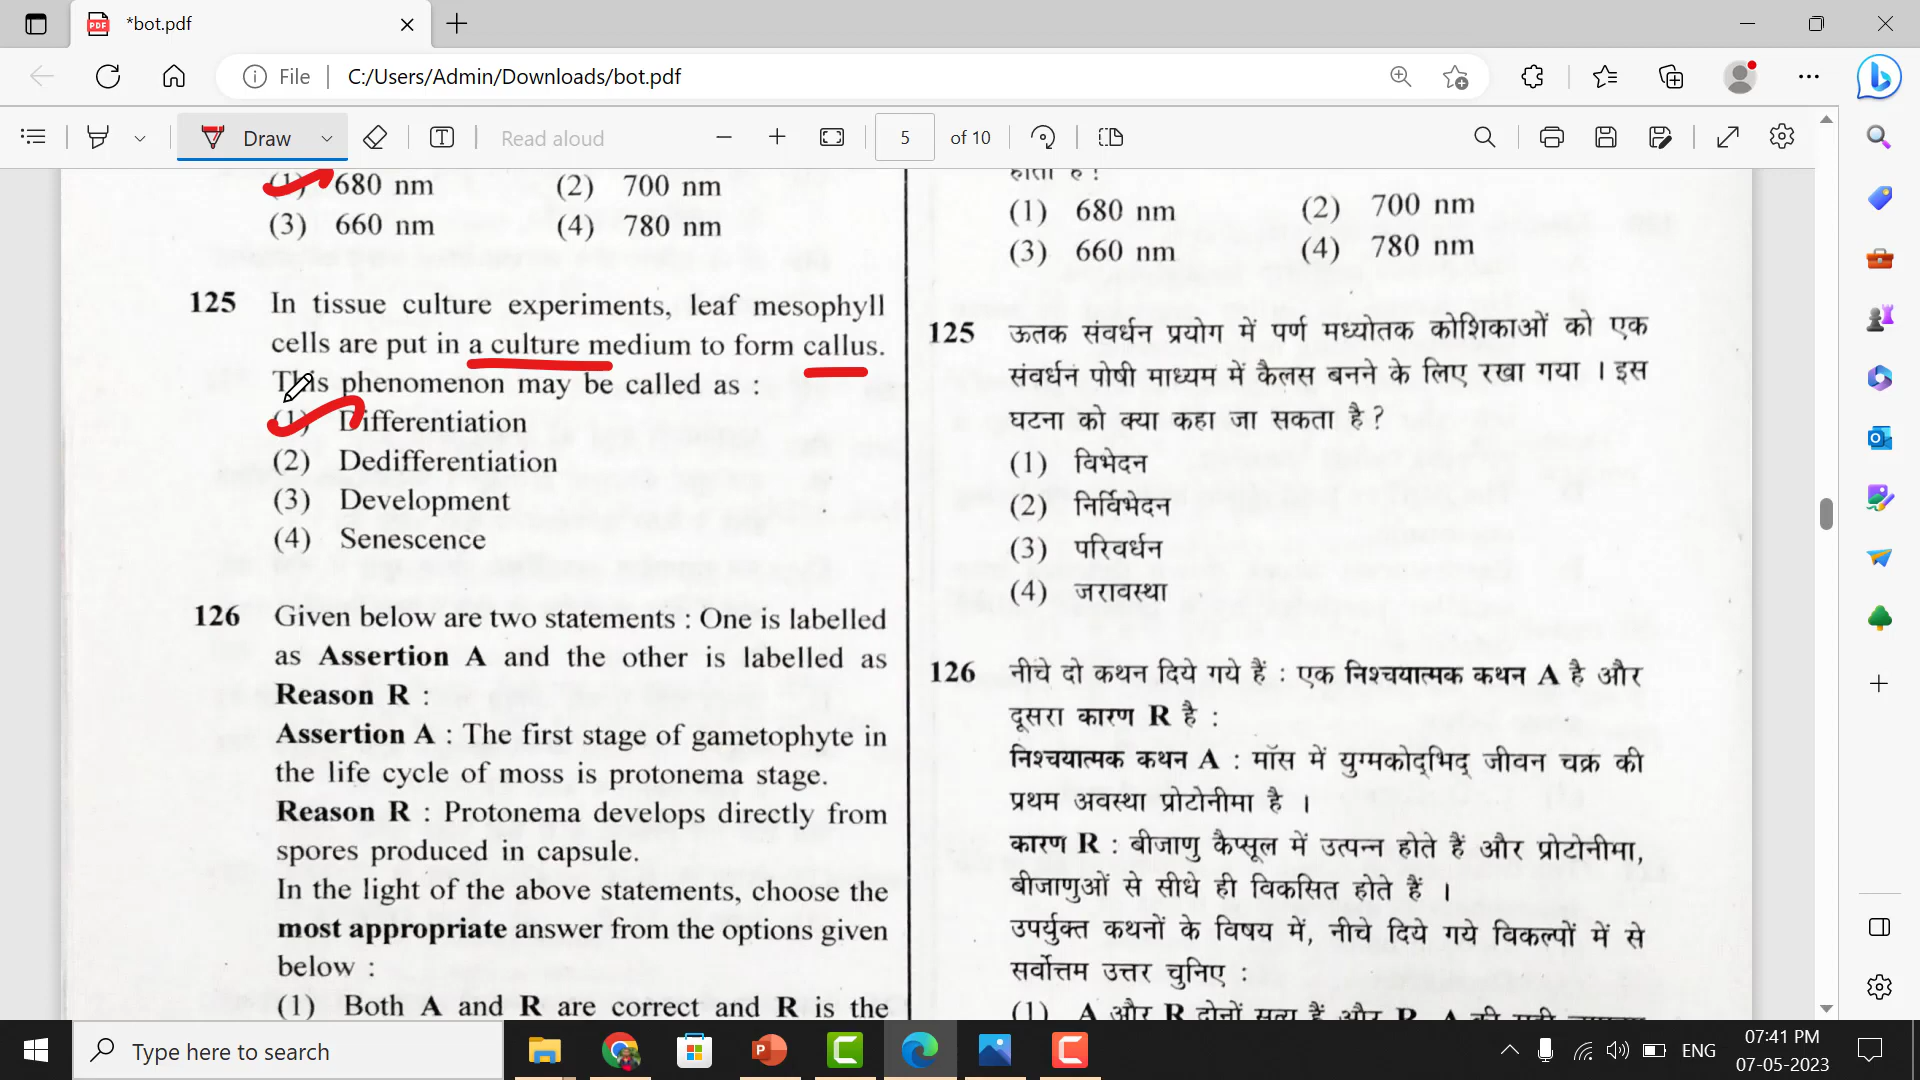 *bot.pdf
File
C:/Users/Admin/Downloads/bot.pdf
Draw
Read aloud
5 of 10
(1) 680 nm (2) 700 nm
(3) 660 nm (4) 780 nm
125 In tissue culture experiments, leaf mesophyll
cells are put in a culture medium to form callus.
This phenomenon may be called as :
(1) Differentiation
(2) Dedifferentiation
(3) Development
(4) Senescence
126 Given below are two statements : One is labelled
as Assertion A and the other is labelled as
Reason R :
Assertion A : The first stage of gametophyte in
the life cycle of moss is protonema stage.
Reason R : Protonema develops directly from
spores produced in capsule.
In the light of the above statements, choose the
most appropriate answer from the options given
below :
(1) Both A and R are correct and R is the
होता है ?
(1) 680 nm (2) 700 nm
(3) 660 nm (4) 780 nm
125 ऊतक संवर्धन प्रयोग में पर्ण मध्योतक कोशिकाओं को एक
संवर्धन पोषी माध्यम में कैलस बनने के लिए रखा गया । इस
घटना को क्या कहा जा सकता है ?
(1) विभेदन
(2) निर्विभेदन
(3) परिवर्धन
(4) जरावस्था
126 नीचे दो कथन दिये गये हैं : एक निश्चयात्मक कथन A है और
दूसरा कारण R है :
निश्चयात्मक कथन A : मॉस में युग्मकोद्भिद् जीवन चक्र की
प्रथम अवस्था प्रोटोनीमा है ।
कारण R : बीजाणु कैप्सूल में उत्पन्न होते हैं और प्रोटोनीमा,
बीजाणुओं से सीधे ही विकसित होते हैं ।
उपर्युक्त कथनों के विषय में, नीचे दिये गये विकल्पों में से
सर्वोत्तम उत्तर चुनिए :
(1) A और R दोनों सत्य हैं और R, A की सही
Type here to search
ENG
07:41 PM
07-05-2023